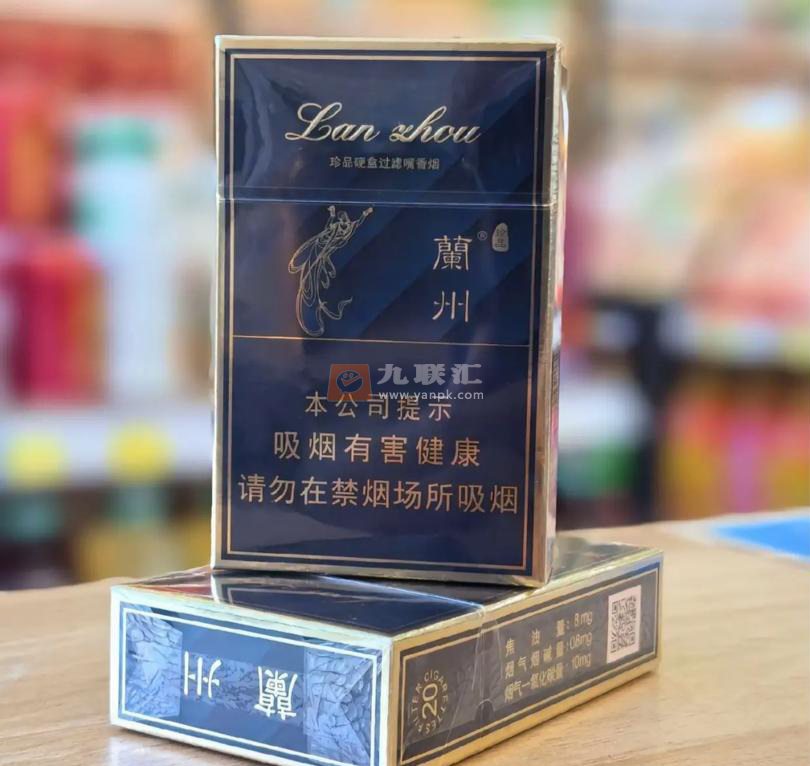 Lan zhou
珍品硬盒过滤嘴香烟
蘭州
®
九联汇
www.yanpk.com
本公司提示
吸烟有害健康
请勿在禁烟场所吸烟
蘭州
焦油量:8mg
烟气烟碱量:0.8mg
烟气一氧化碳量:10mg
FILTER CIGARETTES
20